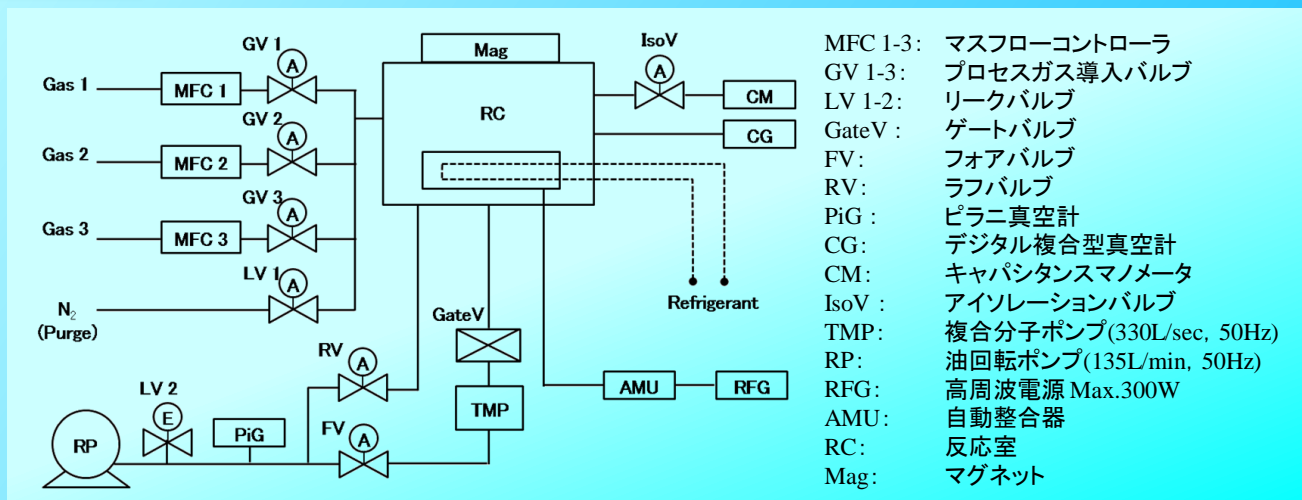 GV 1
Gas 1
MFC 1
A
GV 2
Gas 2
MFC 2
A
GV 3
Gas 3
MFC 3
A
LV 1
A
N₂
(Purge)
Mag
RC
IsoV
A
CM
CG
Refrigerant
GateV
RV
A
LV 2
E
RP
PiG
FV
A
TMP
AMU
RFG
MFC 1-3: マスフローコントローラ
GV 1-3: プロセスガス導入バルブ
LV 1-2: リークバルブ
GateV : ゲートバルブ
FV: フォアバルブ
RV: ラフバルブ
PiG : ピラニ真空計
CG: デジタル複合型真空計
CM: キャパシタンスマノメータ
IsoV : アイソレーションバルブ
TMP: 複合分子ポンプ(330L/sec, 50Hz)
RP: 油回転ポンプ(135L/min, 50Hz)
RFG: 高周波電源 Max.300W
AMU: 自動整合器
RC: 反応室
Mag: マグネット